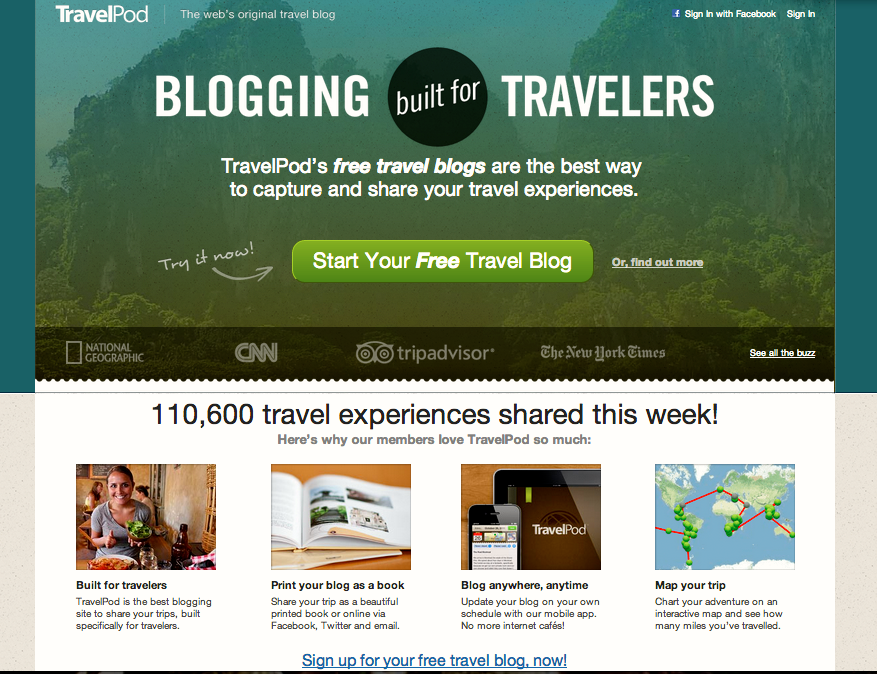 TravelPod
The web's original travel blog
Sign In with Facebook
Sign In
BLOGGING built for TRAVELERS
TravelPod's free travel blogs are the best way
to capture and share your travel experiences.
Try it now!
Start Your Free Travel Blog
Or, find out more
NATIONAL
GEOGRAPHIC
CNN
tripadvisor
The New York Times
See all the buzz
110,600 travel experiences shared this week!
Here's why our members love TravelPod so much:
TravelPod
Built for travelers
TravelPod is the best blogging
site to share your trips, built
specifically for travelers.
Print your blog as a book
Share your trip as a beautiful
printed book or online via
Facebook, Twitter and email.
Blog anywhere, anytime
Update your blog on your own
schedule with our mobile app.
No more internet cafés!
Map your trip
Chart your adventure on an
interactive map and see how
many miles you've travelled.
Sign up for your free travel blog, now!